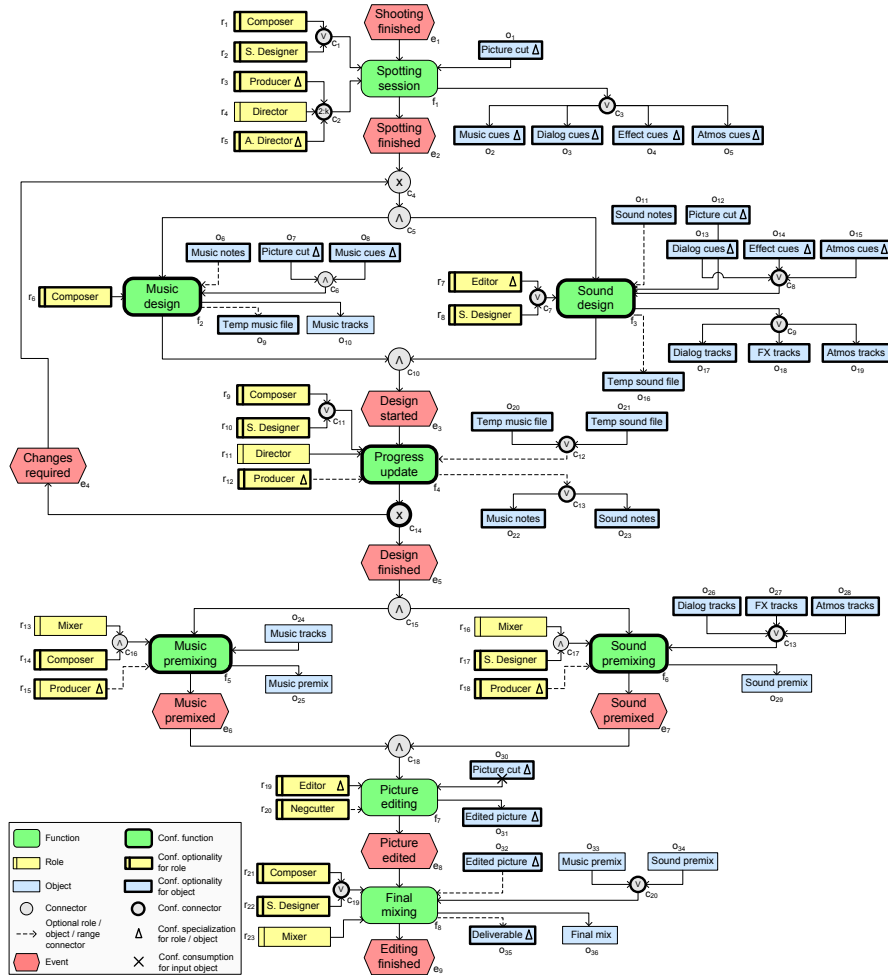 r1 Composer
r2 S. Designer
V
c1
Shooting finished
e1
o1
Picture cut Δ
r3 Producer Δ
r4 Director
r5 A. Director Δ
2:k
c2
Spotting session
f1
V
c3
Music cues Δ
o2
Dialog cues Δ
o3
Effect cues Δ
o4
Atmos cues Δ
o5
Spotting finished
e2
X
c4
Λ
c5
o6
Music notes
o7
Picture cut Δ
o8
Music cues Δ
Λ
c6
r6 Composer
Music design
f2
Temp music file
o9
Music tracks
o10
o11
Sound notes
o12
Picture cut Δ
o13
Dialog cues Δ
o14
Effect cues Δ
o15
Atmos cues Δ
V
c8
r7 Editor Δ
r8 S. Designer
V
c7
Sound design
f3
V
c9
Dialog tracks
o17
FX tracks
o18
Atmos tracks
o19
Temp sound file
o16
Λ
c10
Design started
e3
r9 Composer
r10 S. Designer
V
c11
r11 Director
r12 Producer Δ
Progress update
f4
o20
Temp music file
o21
Temp sound file
V
c12
V
c13
Music notes
o22
Sound notes
o23
Changes required
e4
X
c14
Design finished
e5
Λ
c15
r13 Mixer
r14 Composer
r15 Producer Δ
Λ
c16
Music premixing
f5
o24
Music tracks
Music premix
o25
r16 Mixer
r17 S. Designer
r18 Producer Δ
Λ
c17
Sound premixing
f6
o26
Dialog tracks
o27
FX tracks
o28
Atmos tracks
V
c13
Sound premix
o29
Music premixed
e6
Sound premixed
e7
Λ
c18
r19 Editor Δ
r20 Negcutter
Picture editing
f7
o30
Picture cut Δ
Edited picture Δ
o31
Picture edited
e8
r21 Composer
r22 S. Designer
V
c19
r23 Mixer
Final mixing
f8
o32
Edited picture Δ
o33
Music premix
o34
Sound premix
V
c20
Deliverable Δ
o35
Final mix
o36
Editing finished
e9
Function
Conf. function
Role
Conf. optionality for role
Object
Conf. optionality for object
Connector
Conf. connector
Optional role / object / range connector
Δ Conf. specialization for role / object
Event
Conf. consumption for input object